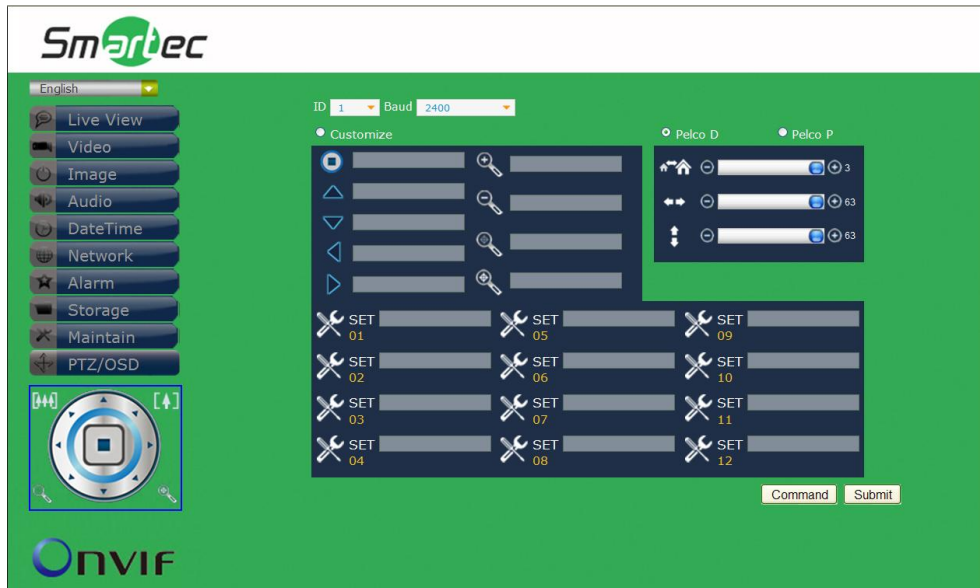 Smartec
English
ID 1 Baud 2400
Live View
Video
Image
Audio
DateTime
Network
Alarm
Storage
Maintain
PTZ/OSD
Customize
Pelco D Pelco P
3
63
63
SET 01
SET 02
SET 03
SET 04
SET 05
SET 06
SET 07
SET 08
SET 09
SET 10
SET 11
SET 12
Command Submit
ONVIF